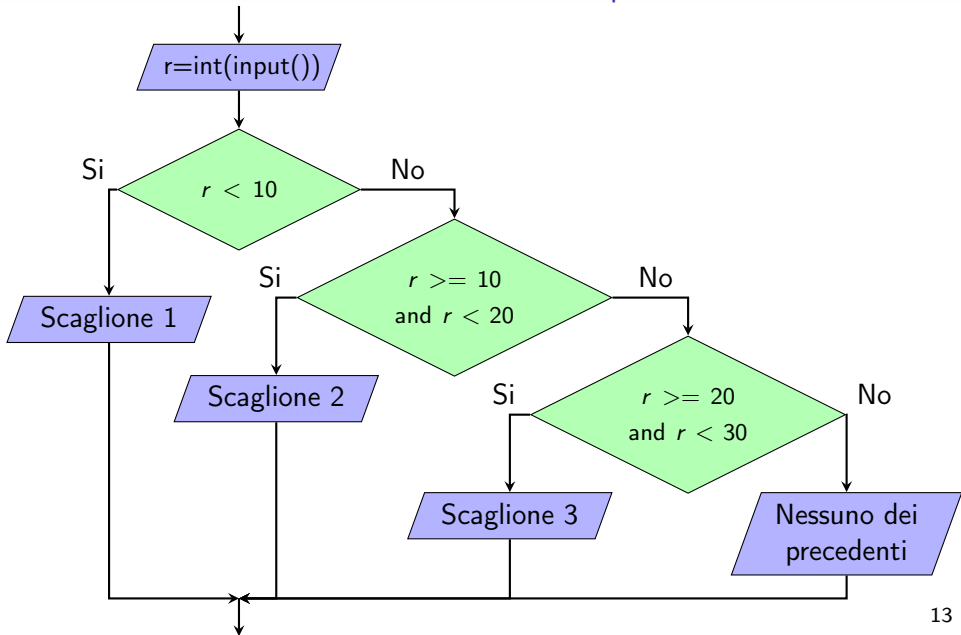 r=int(input())
Si
r < 10
No
Scaglione 1
Si
r >= 10
and r < 20
No
Scaglione 2
Si
r >= 20
and r < 30
No
Scaglione 3
Nessuno dei
precedenti
13